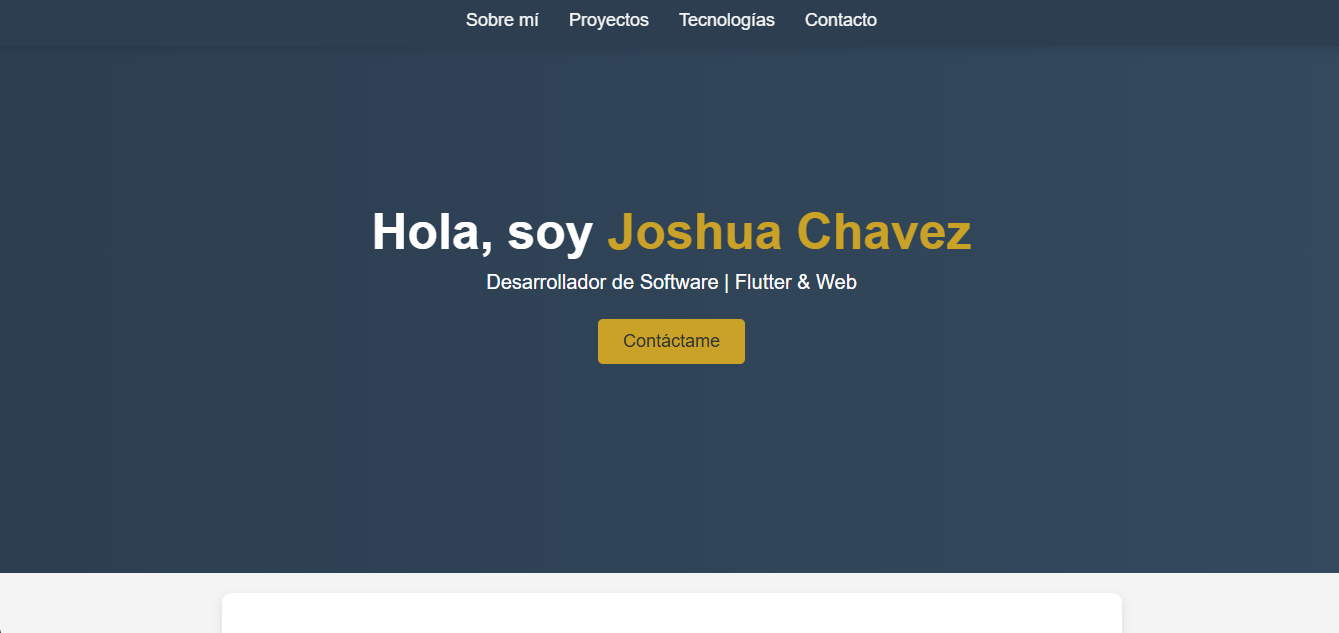 Sobre mí Proyectos Tecnologías Contacto
Hola, soy Joshua Chavez
Desarrollador de Software | Flutter & Web
Contáctame